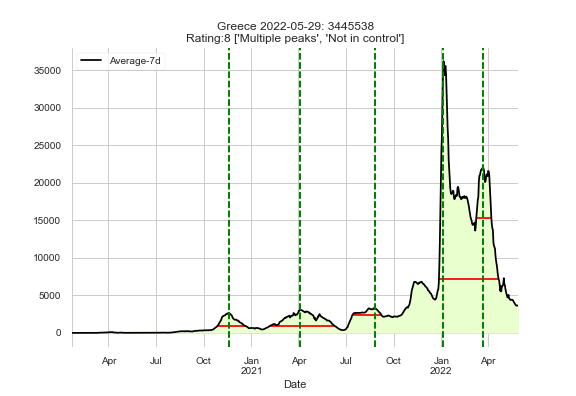 Greece 2022-05-29: 3445538
Rating:8 ['Multiple peaks', 'Not in control']
Average-7d
35000
30000
25000
20000
15000
10000
5000
0
Apr Jul Oct Jan Apr Jul Oct Jan Apr
2021 2022
Date